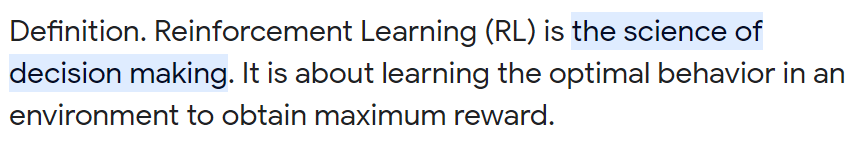 Definition. Reinforcement Learning (RL) is the science of
decision making. It is about learning the optimal behavior in an
environment to obtain maximum reward.